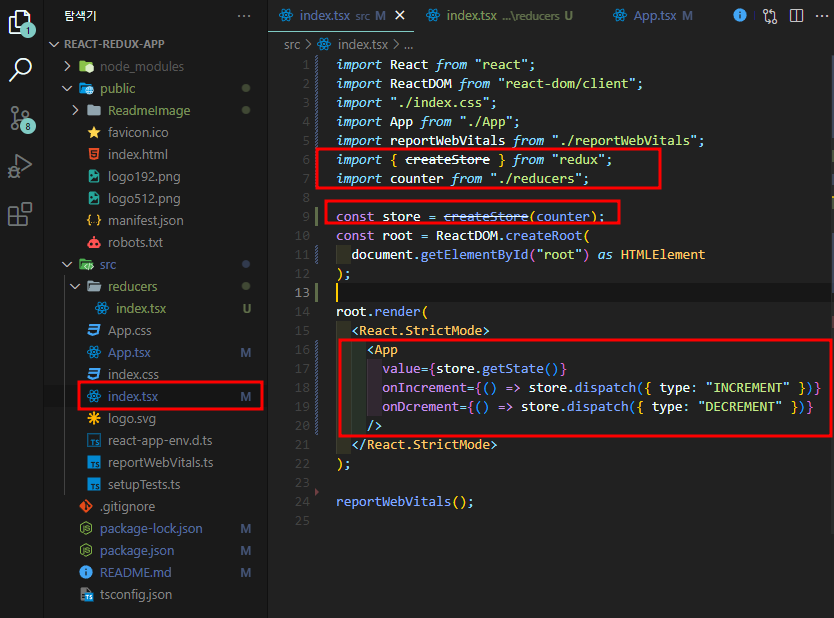 탐색기
REACT-REDUX-APP
node_modules
public
ReadmeImage
favicon.ico
index.html
logo192.png
logo512.png
manifest.json
robots.txt
src
reducers
index.tsx U
App.css
App.tsx M
index.css
index.tsx M
logo.svg
react-app-env.d.ts
reportWebVitals.ts
setupTests.ts
.gitignore
package-lock.json M
package.json M
README.md M
tsconfig.json
1
8
index.tsx src M
index.tsx ...\reducers U
App.tsx M
src > index.tsx > ...
1 import React from "react";
2 import ReactDOM from "react-dom/client";
3 import "./index.css";
4 import App from "./App";
5 import reportWebVitals from "./reportWebVitals";
6 import { createStore } from "redux";
7 import counter from "./reducers";
8
9 const store = createStore(counter);
10 const root = ReactDOM.createRoot(
11 document.getElementById("root") as HTMLElement
12 );
13
14 root.render(
15 <React.StrictMode>
16 <App
17 value={store.getState()}
18 onIncrement={() => store.dispatch({ type: "INCREMENT" })}
19 onDcrement={() => store.dispatch({ type: "DECREMENT" })}
20 />
21 </React.StrictMode>
22 );
23
24 reportWebVitals();
25